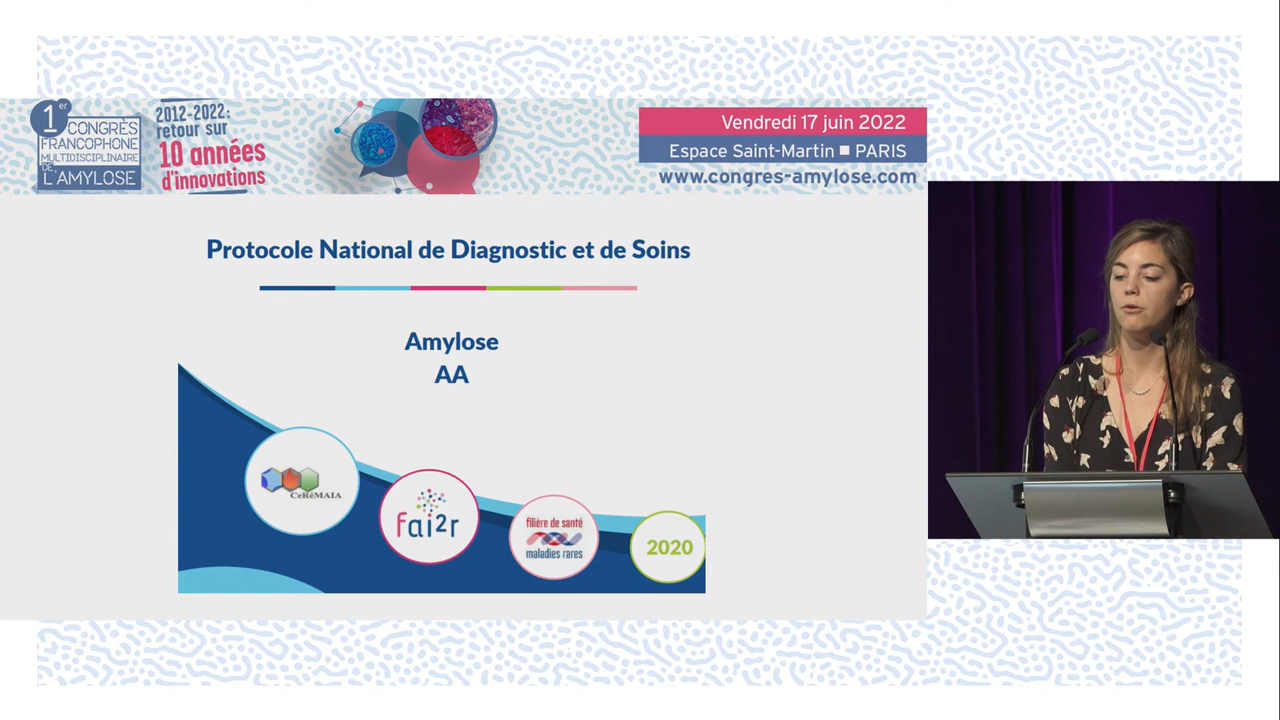 1er
CONGRÈS
FRANCOPHONE
MULTIDISCIPLINAIRE
DE
L'AMYLOSE
2012-2022:
retour sur
10 années
d'innovations
Vendredi 17 juin 2022
Espace Saint-Martin ■ PARIS
www.congres-amylose.com
Protocole National de Diagnostic et de Soins
Amylose
AA
CeRéMAIA
fai2r
filière de santé
maladies rares
2020